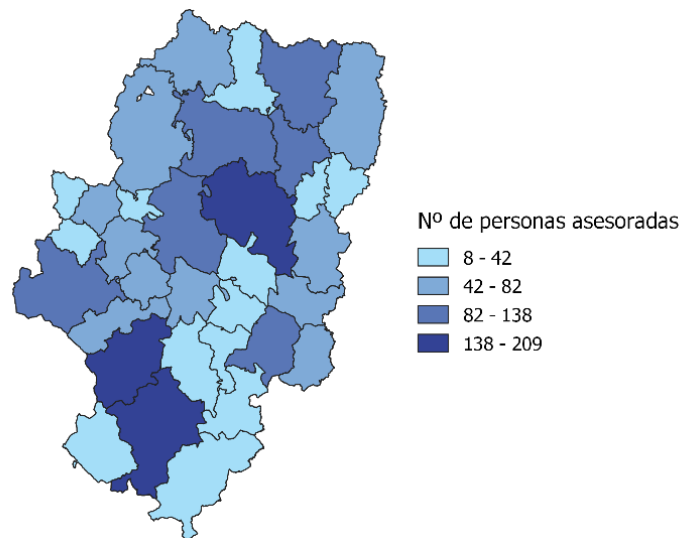 Nº de personas asesoradas
8 - 42
42 - 82
82 - 138
138 - 209